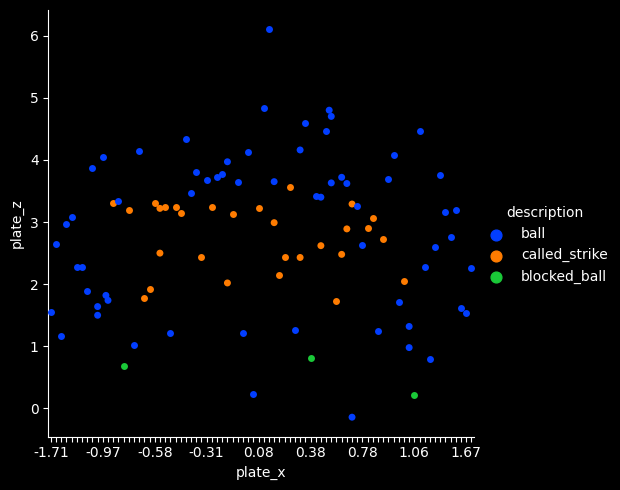 6
5
4
3
2
1
0
plate_z
-1.71 -0.97 -0.58 -0.31 0.08 0.38 0.78 1.06 1.67
plate_x
description
ball
called_strike
blocked_ball